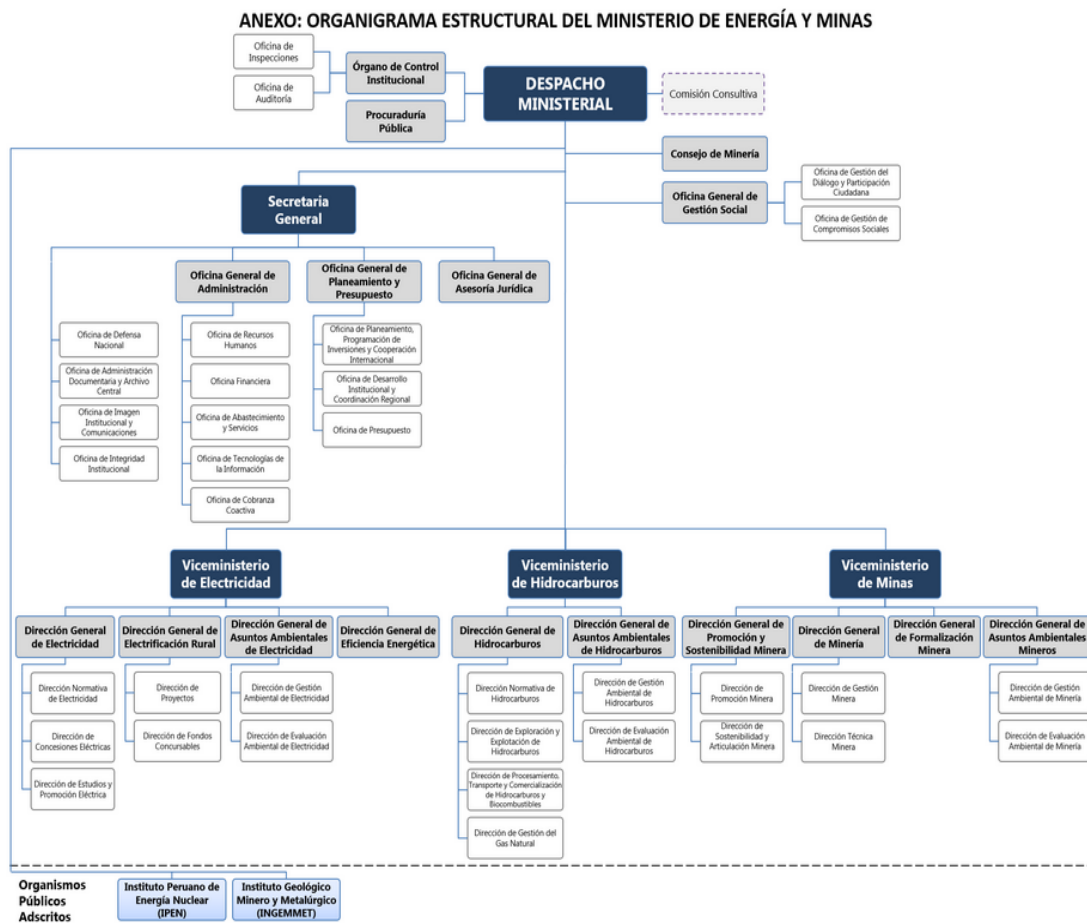 ANEXO: ORGANIGRAMA ESTRUCTURAL DEL MINISTERIO DE ENERGÍA Y MINAS
Oficina de
Inspecciones
Oficina de
Auditoría
Órgano de Control
Institucional
Procuraduría
Pública
DESPACHO
MINISTERIAL
Comisión Consultiva
Consejo de Minería
Oficina General de
Gestión Social
Oficina de Gestión del
Diálogo y Participación
Ciudadana
Oficina de Gestión de
Compromisos Sociales
Secretaria
General
Oficina General de
Administración
Oficina General de
Planeamiento y
Presupuesto
Oficina General de
Asesoría Jurídica
Oficina de Defensa
Nacional
Oficina de Administración
Documentaria y Archivo
Central
Oficina de Imagen
Institucional y
Comunicaciones
Oficina de Integridad
Institucional
Oficina de Recursos
Humanos
Oficina Financiera
Oficina de Abastecimiento
y Servicios
Oficina de Tecnologías de
la Información
Oficina de Cobranza
Coactiva
Oficina de Planeamiento,
Programación de
Inversiones y Cooperación
Internacional
Oficina de Desarrollo
Institucional y
Coordinación Regional
Oficina de Presupuesto
Viceministerio
de Electricidad
Viceministerio
de Hidrocarburos
Viceministerio
de Minas
Dirección General
de Electricidad
Dirección General de
Electrificación Rural
Dirección General de
Asuntos Ambientales
de Electricidad
Dirección General de
Eficiencia Energética
Dirección General de
Hidrocarburos
Dirección General de
Asuntos Ambientales
de Hidrocarburos
Dirección General de
Promoción y
Sostenibilidad Minera
Dirección General
de Minería
Dirección General
de Formalización
Minera
Dirección General de
Asuntos Ambientales
Mineros
Dirección Normativa
de Electricidad
Dirección de
Concesiones Eléctricas
Dirección de Estudios y
Promoción Eléctrica
Dirección de
Proyectos
Dirección de Fondos
Concursables
Dirección de Gestión
Ambiental de Electricidad
Dirección de Evaluación
Ambiental de Electricidad
Dirección Normativa de
Hidrocarburos
Dirección de Exploración y
Explotación de
Hidrocarburos
Dirección de Procesamiento,
Transporte y Comercialización
de Hidrocarburos y
Biocombustibles
Dirección de Gestión del
Gas Natural
Dirección de Gestión
Ambiental de
Hidrocarburos
Dirección de Evaluación
Ambiental de
Hidrocarburos
Dirección de
Promoción Minera
Dirección de
Sostenibilidad y
Articulación Minera
Dirección de Gestión
Minera
Dirección Técnica
Minera
Dirección de Gestión
Ambiental de Minería
Dirección de Evaluación
Ambiental de Minería
Organismos
Públicos
Adscritos
Instituto Peruano de
Energía Nuclear
(IPEN)
Instituto Geológico
Minero y Metalúrgico
(INGEMMET)